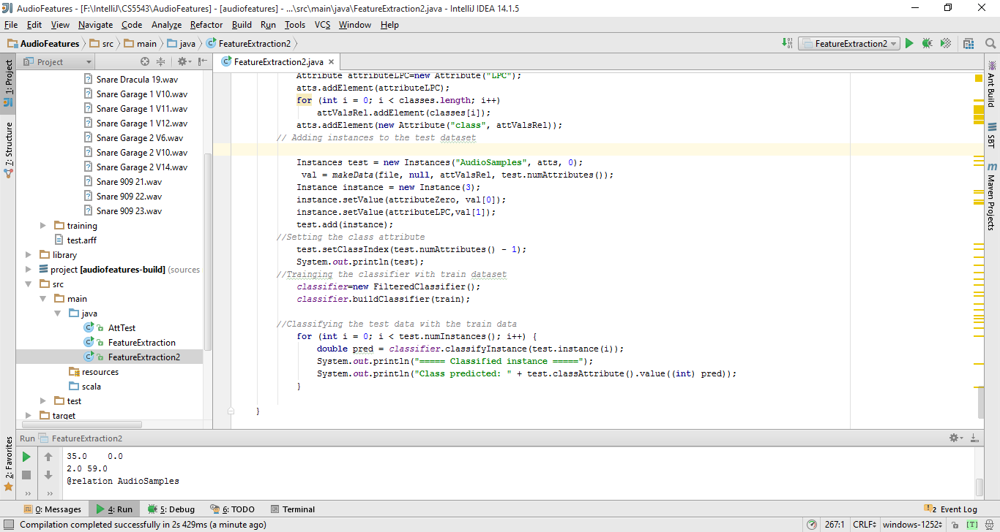 AudioFeatures - [F:\IntelliJ\CS5543\AudioFeatures] - [audiofeatures] - ...\src\main\java\FeatureExtraction2.java - IntelliJ IDEA 14.1.5
File Edit View Navigate Code Analyze Refactor Build Run Tools VCS Window Help
AudioFeatures src main java FeatureExtraction2 FeatureExtraction2
Project
FeatureExtraction2.java
1: Project
7: Structure
2: Favorites
Snare Dracula 19.wav
Snare Garage 1 V10.wav
Snare Garage 1 V11.wav
Snare Garage 1 V12.wav
Snare Garage 2 V6.wav
Snare Garage 2 V10.wav
Snare Garage 2 V14.wav
Snare 909 21.wav
Snare 909 22.wav
Snare 909 23.wav
training
test.arff
library
project [audiofeatures-build] (sources
src
main
java
AttTest
FeatureExtraction
FeatureExtraction2
resources
scala
test
target
Attribute attributeLPC=new Attribute("LPC");
atts.addElement(attributeLPC);
for (int i = 0; i < classes.length; i++)
attValsRel.addElement(classes[i]);
atts.addElement(new Attribute("class", attValsRel));
// Adding instances to the test dataset
Instances test = new Instances("AudioSamples", atts, 0);
val = makeData(file, null, attValsRel, test.numAttributes());
Instance instance = new Instance(3);
instance.setValue(attributeZero, val[0]);
instance.setValue(attributeLPC,val[1]);
test.add(instance);
//Setting the class attribute
test.setClassIndex(test.numAttributes() - 1);
System.out.println(test);
//Trainging the classifier with train dataset
classifier=new FilteredClassifier();
classifier.buildClassifier(train);
//Classifying the test data with the train data
for (int i = 0; i < test.numInstances(); i++) {
double pred = classifier.classifyInstance(test.instance(i));
System.out.println("===== Classified instance =====");
System.out.println("Class predicted: " + test.classAttribute().value((int) pred));
}
}
Ant Build
SBT
Maven Projects
Run FeatureExtraction2
35.0 0.0
2.0 59.0
@relation AudioSamples
0: Messages 4: Run 5: Debug 6: TODO Terminal 2 Event Log
Compilation completed successfully in 2s 429ms (a minute ago) 267:1 CRLF windows-1252 [T]